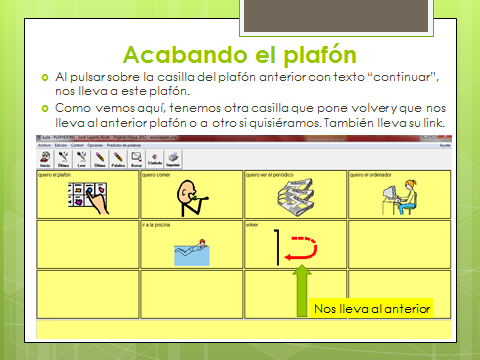 Acabando el plafón
Al pulsar sobre la casilla del plafón anterior con texto “continuar”,
nos lleva a este plafón.
Como vemos aquí, tenemos otra casilla que pone volver y que nos
lleva al anterior plafón o a otro si quisiéramos. También lleva su link.
Archivo Edición Control Opciones Predictor de palabras Ayuda
Inicio Última Leer Último Palabra Borrar Símbolo Imprimir
quiero el plafón quiero comer quiero ver el periódico quiero el ordenador
ir a la piscina volver
Nos lleva al anterior